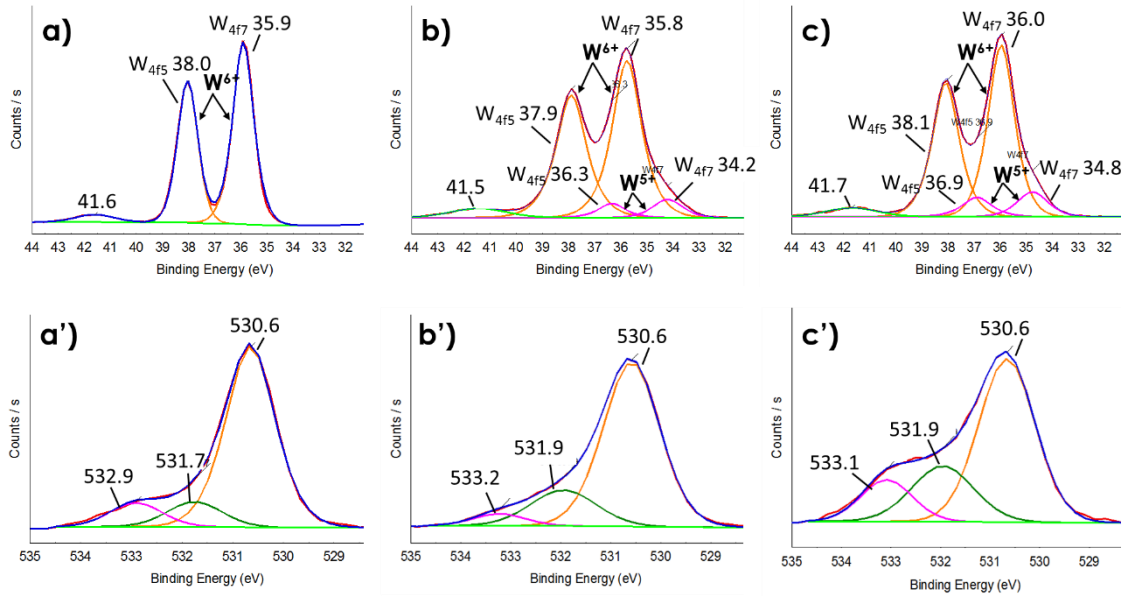 a)
W4f7 35.9
W4f5 38.0
W6+
41.6
Counts / s
44 43 42 41 40 39 38 37 36 35 34 33 32
Binding Energy (eV)
b)
W4f7 35.8
W6+
W4f5 37.9
W4f5 36.3
W5+
W4f7
W4f7 34.2
41.5
Counts / s
44 43 42 41 40 39 38 37 36 35 34 33 32
Binding Energy (eV)
c)
W4f7 36.0
W6+
W4f5 38.1
W4f5 36.9
W4f7
W5+
W4f7 34.8
W4f5 36.9
41.7
Counts / s
44 43 42 41 40 39 38 37 36 35 34 33 32
Binding Energy (eV)
a')
530.6
531.7
532.9
Counts / s
535 534 533 532 531 530 529
Binding Energy (eV)
b')
530.6
531.9
533.2
Counts / s
535 534 533 532 531 530 529
Binding Energy (eV)
c')
530.6
531.9
533.1
Counts / s
535 534 533 532 531 530 529
Binding Energy (eV)